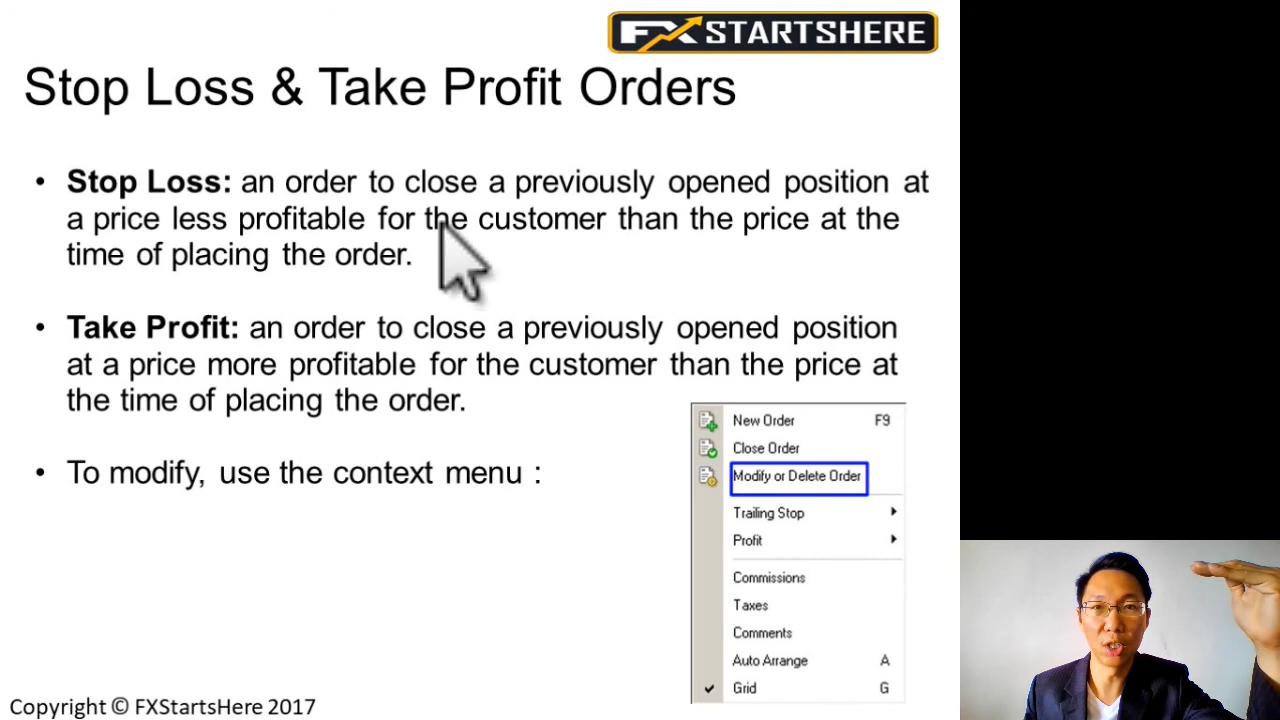 FXSTARTSHERE
Stop Loss & Take Profit Orders
• Stop Loss: an order to close a previously opened position at
a price less profitable for the customer than the price at the
time of placing the order.
• Take Profit: an order to close a previously opened position
at a price more profitable for the customer than the price at
the time of placing the order.
• To modify, use the context menu :
New Order F9
Close Order
Modify or Delete Order
Trailing Stop
Profit
Commissions
Taxes
Comments
Auto Arrange A
Grid G
Copyright © FXStartsHere 2017